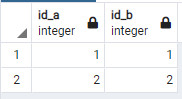 id_a id_b
integer integer
1 1 1
2 2 2